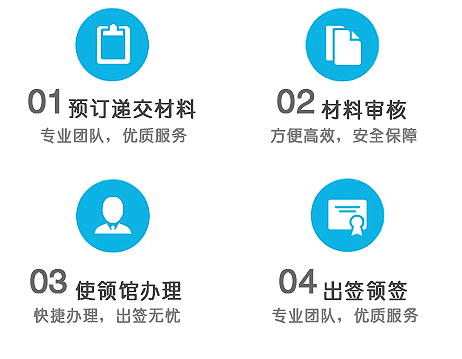 01 预订递交材料
专业团队，优质服务
02 材料审核
方便高效，安全保障
03 使领馆办理
快捷办理，出签无忧
04 出签领签
专业团队，优质服务